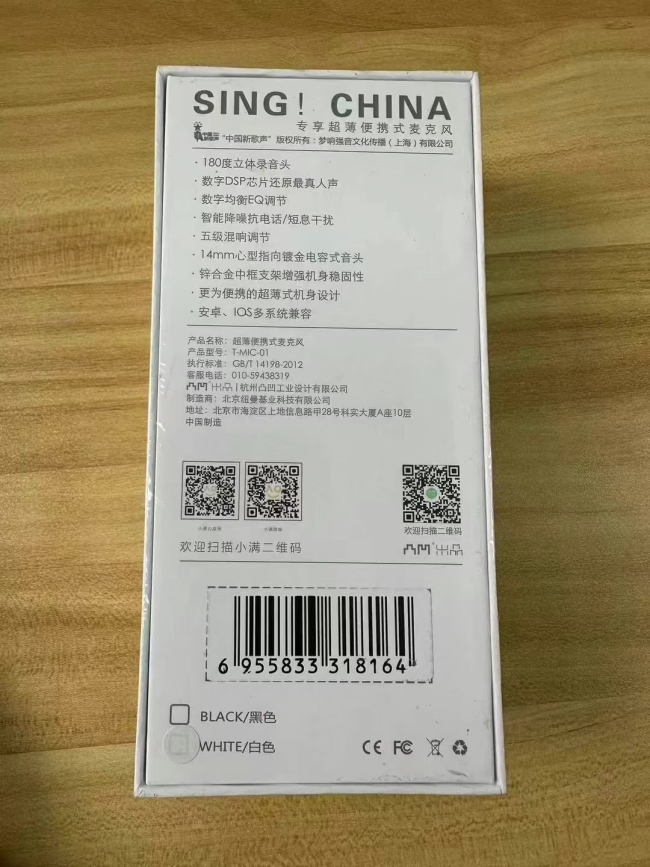 SING! CHINA
专享超薄便携式麦克风
“中国新歌声” 版权所有：梦响强音文化传播（上海）有限公司
· 180度立体录音头
· 数字DSP芯片还原最真人声
· 数字均衡EQ调节
· 智能降噪抗电话/短息干扰
· 五级混响调节
· 14mm心型指向镀金电容式音头
· 锌合金中框支架增强机身稳固性
· 更为便携的超薄式机身设计
· 安卓、IOS多系统兼容
产品名称：超薄便携式麦克风
产品型号：T-MIC-01
执行标准：GB/T 14198-2012
客服电话：010-59438319
凸凹出品 | 杭州凸凹工业设计有限公司
制造商：北京纽曼基业科技有限公司
地址：北京市海淀区上地信息路甲28号科实大厦A座10层
中国制造
欢迎扫描小满二维码
欢迎扫描二维码
凸凹出品
6 955833 318164
BLACK/黑色
WHITE/白色
CE FC